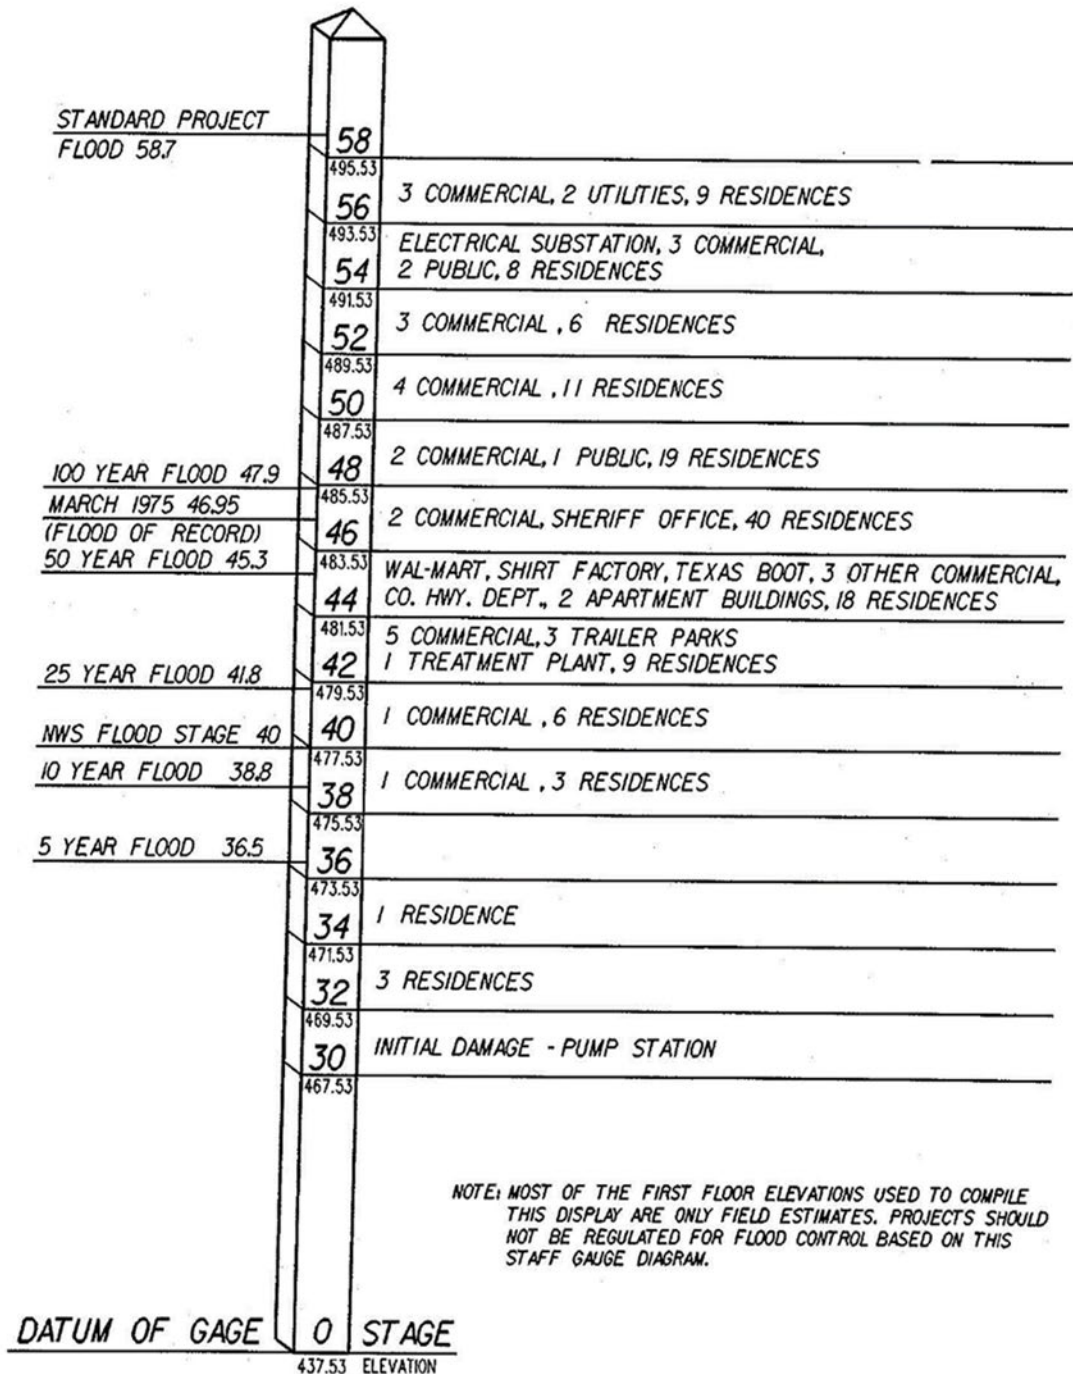 STANDARD PROJECT
FLOOD 58.7
58
495.53
3 COMMERCIAL, 2 UTILITIES, 9 RESIDENCES
56
493.53
ELECTRICAL SUBSTATION, 3 COMMERCIAL,
2 PUBLIC, 8 RESIDENCES
54
491.53
3 COMMERCIAL , 6 RESIDENCES
52
489.53
4 COMMERCIAL , 11 RESIDENCES
50
487.53
2 COMMERCIAL, 1 PUBLIC, 19 RESIDENCES
48
100 YEAR FLOOD 47.9
485.53
MARCH 1975 46.95
(FLOOD OF RECORD)
2 COMMERCIAL, SHERIFF OFFICE, 40 RESIDENCES
46
50 YEAR FLOOD 45.3
483.53
WAL-MART, SHIRT FACTORY, TEXAS BOOT, 3 OTHER COMMERCIAL,
CO. HWY. DEPT., 2 APARTMENT BUILDINGS, 18 RESIDENCES
44
481.53
5 COMMERCIAL, 3 TRAILER PARKS
1 TREATMENT PLANT, 9 RESIDENCES
42
25 YEAR FLOOD 41.8
479.53
1 COMMERCIAL , 6 RESIDENCES
40
NWS FLOOD STAGE 40
477.53
10 YEAR FLOOD 38.8
1 COMMERCIAL , 3 RESIDENCES
38
475.53
5 YEAR FLOOD 36.5
36
473.53
1 RESIDENCE
34
471.53
3 RESIDENCES
32
469.53
INITIAL DAMAGE - PUMP STATION
30
467.53
NOTE: MOST OF THE FIRST FLOOR ELEVATIONS USED TO COMPILE
THIS DISPLAY ARE ONLY FIELD ESTIMATES. PROJECTS SHOULD
NOT BE REGULATED FOR FLOOD CONTROL BASED ON THIS
STAFF GAUGE DIAGRAM.
DATUM OF GAGE 0 STAGE
437.53 ELEVATION